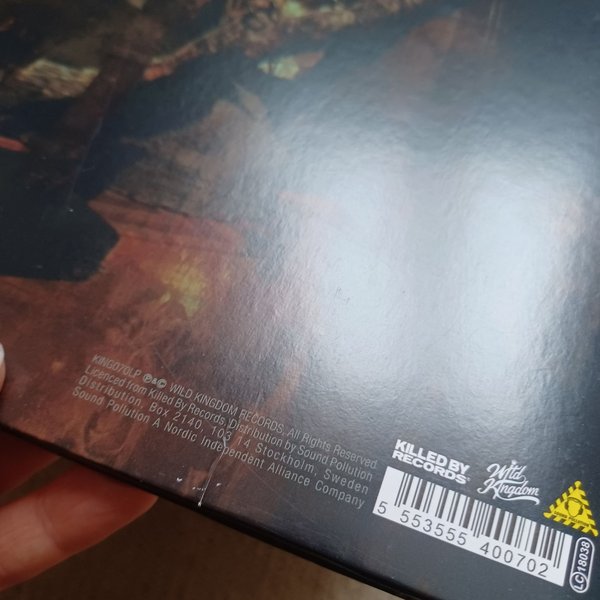 KING070LP ℗&© WILD KINGDOM RECORDS, All Rights Reserved.
Licenced from Killed By Records, Distribution by Sound Pollution
Distribution, Box 2140, 103 14 Stockholm, Sweden
Sound Pollution A Nordic Independent Alliance Company
KILLED BY
RECORDS
Wild
Kingdom
5 553555 400702
LC 18038